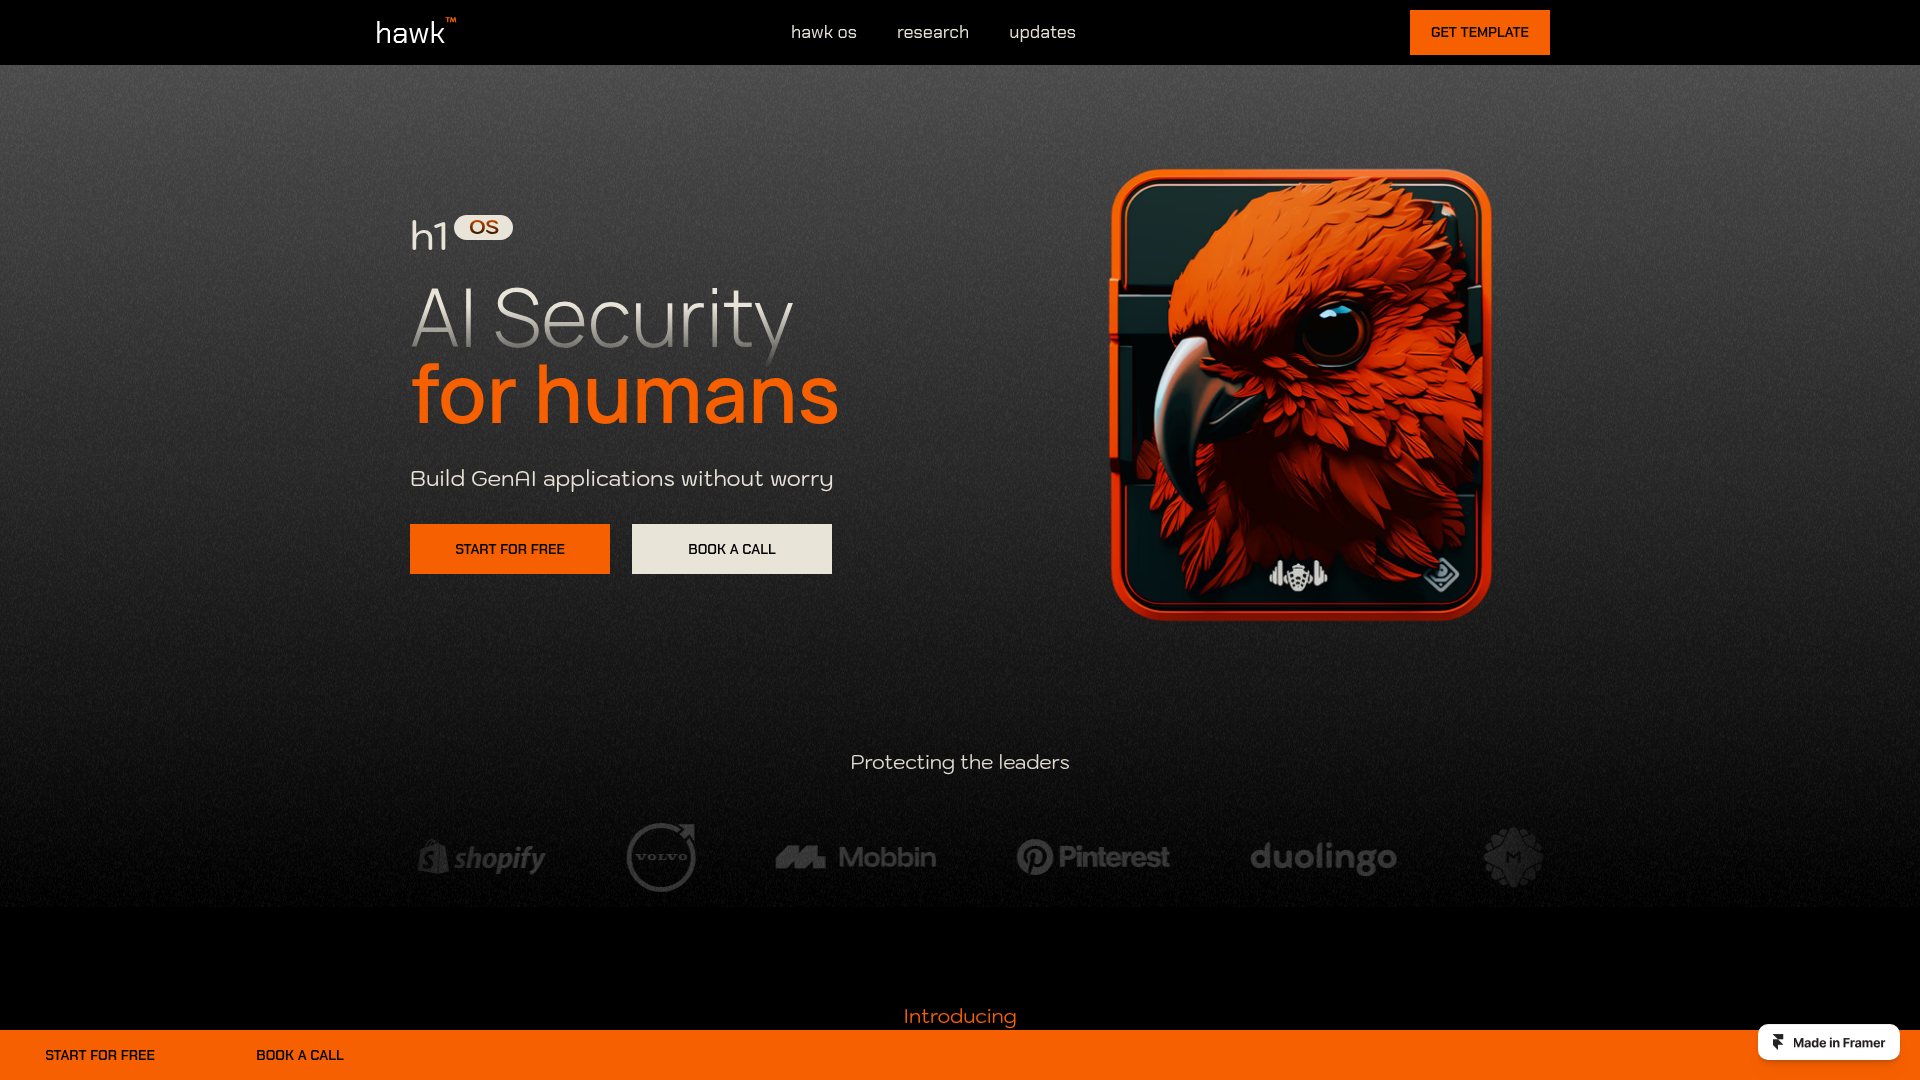 hawk™
hawk os
research
updates
GET TEMPLATE
h1 OS
AI Security
for humans
Build GenAI applications without worry
START FOR FREE
BOOK A CALL
Protecting the leaders
shopify
VOLVO
Mobbin
Pinterest
duolingo
M
Introducing
START FOR FREE
BOOK A CALL
Made in Framer